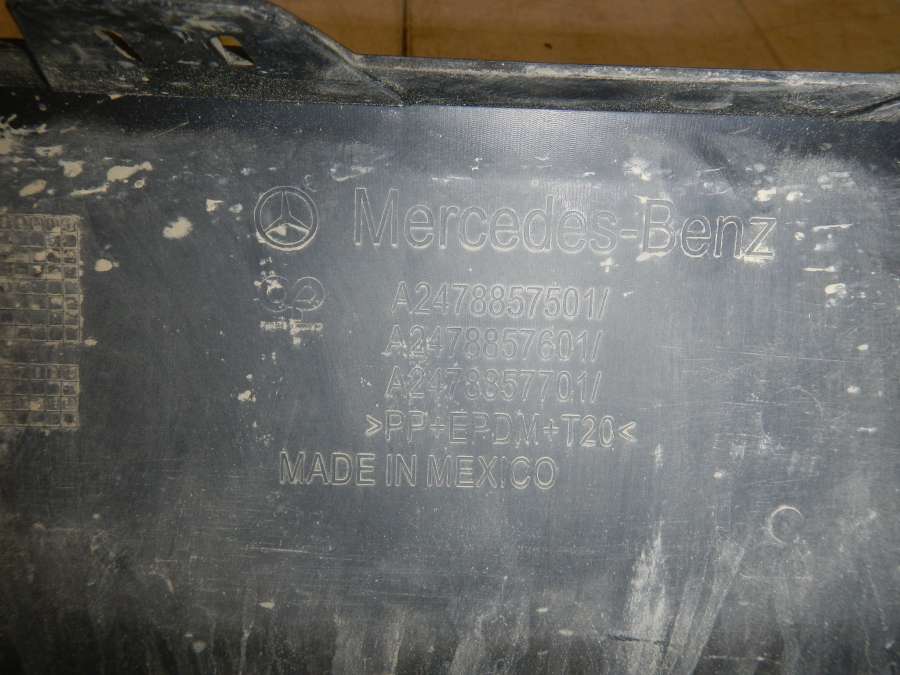 Mercedes-Benz
A2478857501/
A2478857601/
A2478857701/
>PP+EPDM+T20<
MADE IN MEXICO